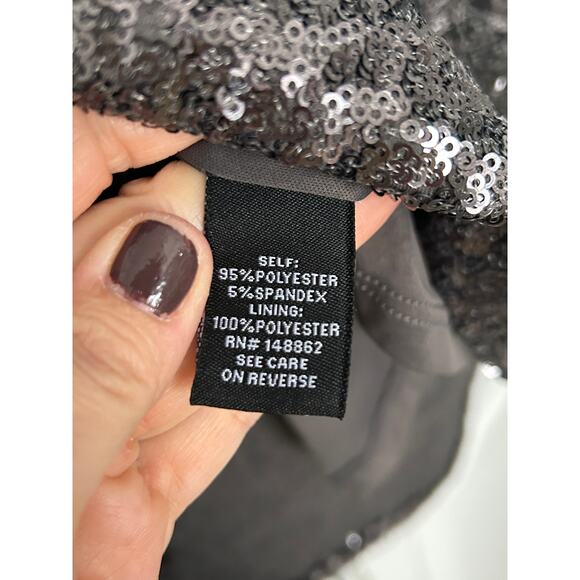 SELF:
95%POLYESTER
5%SPANDEX
LINING:
100%POLYESTER
RN# 148862
SEE CARE
ON REVERSE